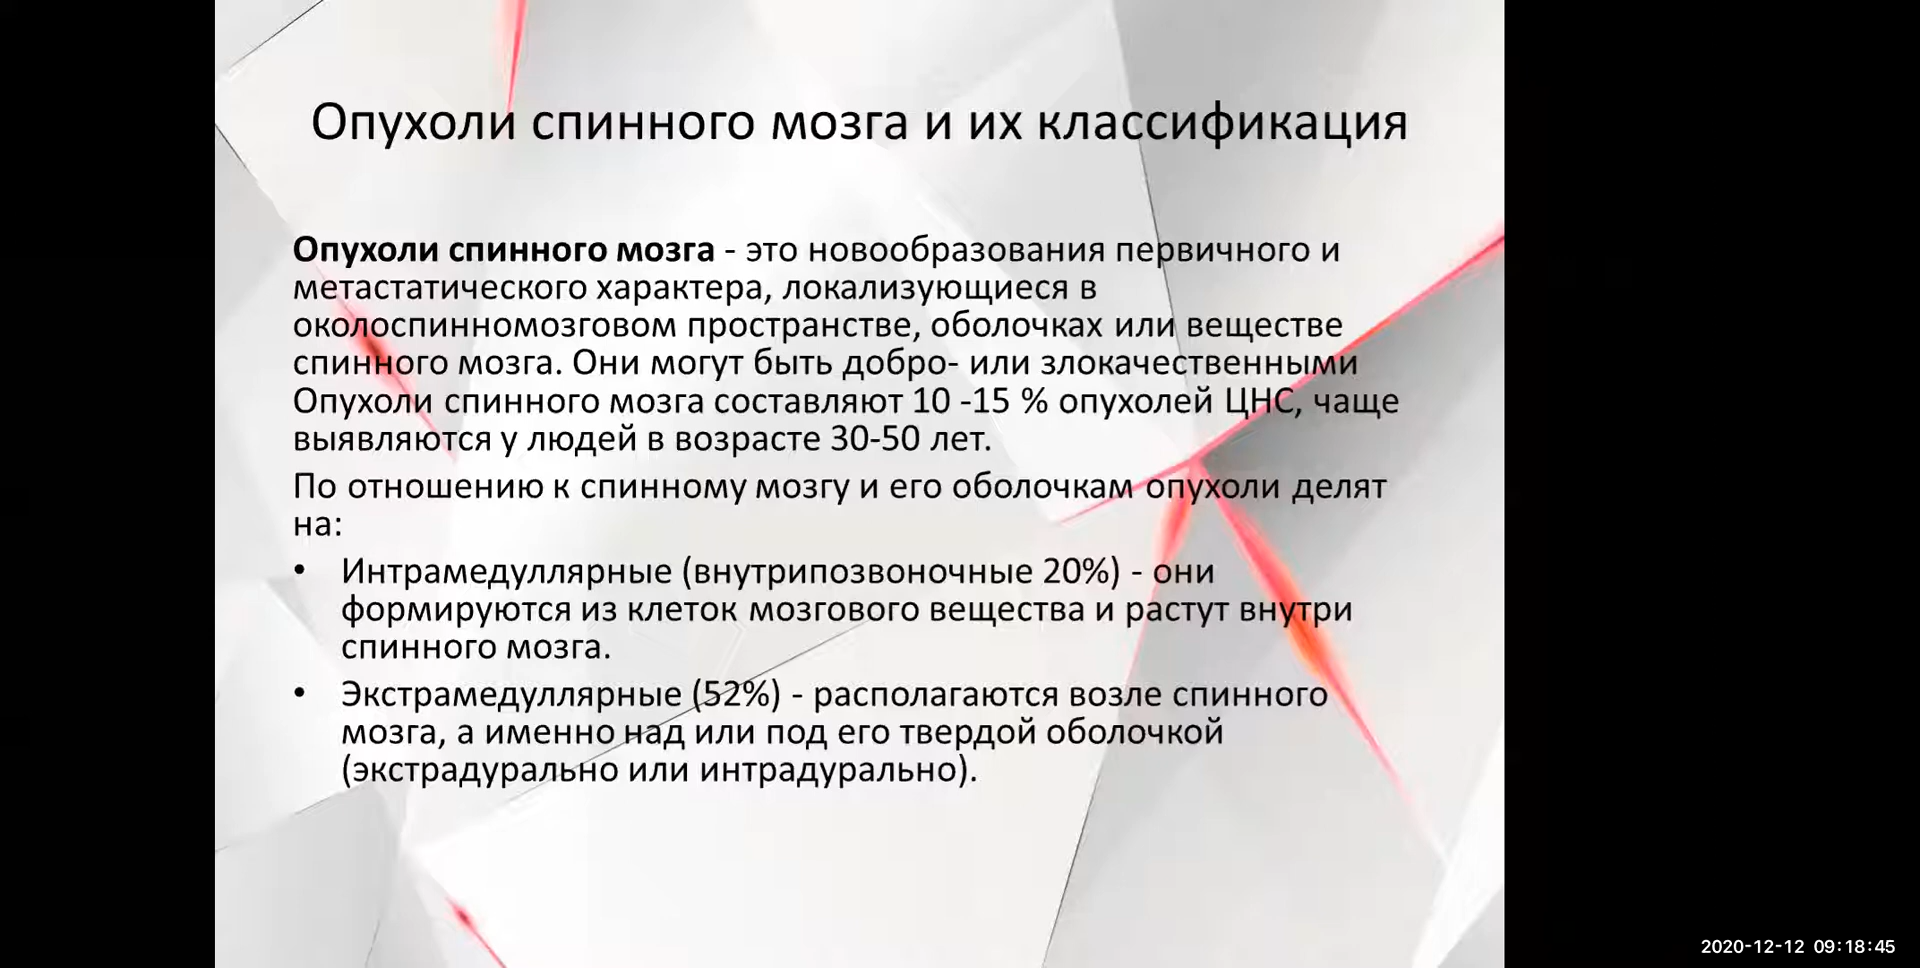 Опухоли спинного мозга и их классификация
Опухоли спинного мозга - это новообразования первичного и
метастатического характера, локализующиеся в
околоспинномозговом пространстве, оболочках или веществе
спинного мозга. Они могут быть добро- или злокачественными
Опухоли спинного мозга составляют 10 -15 % опухолей ЦНС, чаще
выявляются у людей в возрасте 30-50 лет.
По отношению к спинному мозгу и его оболочкам опухоли делят
на:
• Интрамедуллярные (внутрипозвоночные 20%) - они
формируются из клеток мозгового вещества и растут внутри
спинного мозга.
• Экстрамедуллярные (52%) - располагаются возле спинного
мозга, а именно над или под его твердой оболочкой
(экстрадурально или интрадурально).
2020-12-12 09:18:45